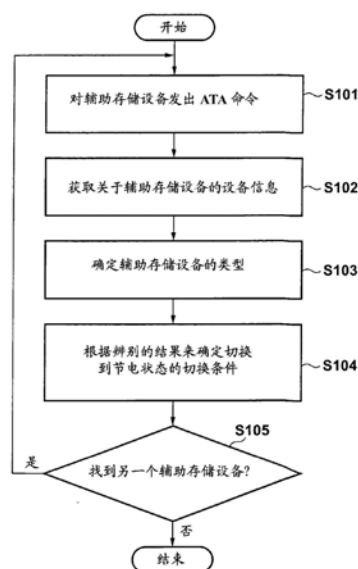 开始
对辅助存储设备发出 ATA 命令
S101
获取关于辅助存储设备的设备信息
S102
确定辅助存储设备的类型
S103
根据辨别的结果来确定切换
到节电状态的切换条件
S104
S105
找到另一个辅助存储设备?
是
否
结束